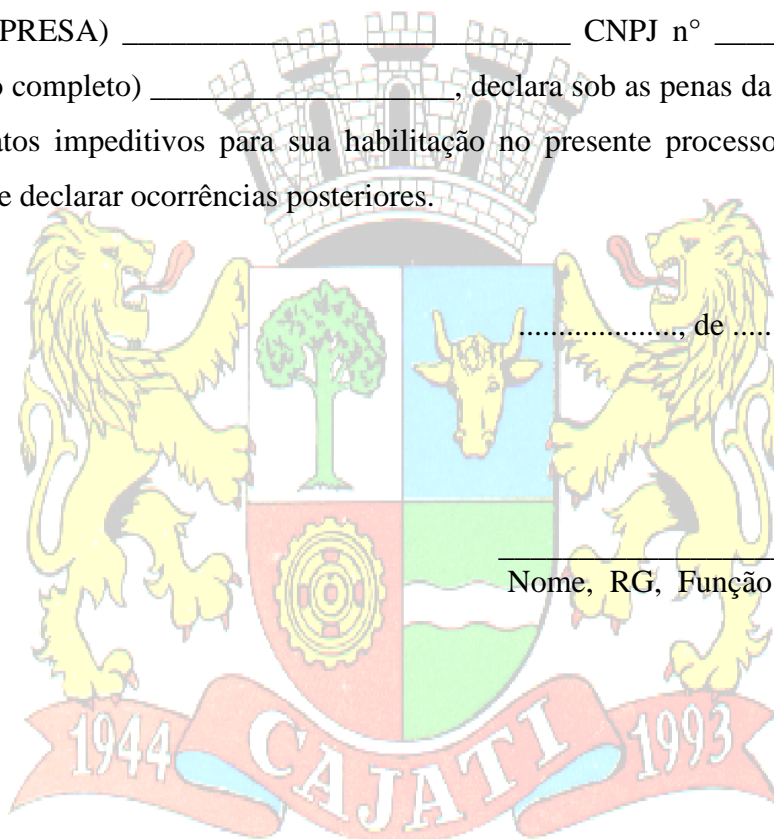 PRESA) ____________________________ CNPJ n° ____
o completo) ___________________, declara sob as penas da
atos impeditivos para sua habilitação no presente processo
e declarar ocorrências posteriores.
...................., de .....
__________________
Nome, RG, Função
1944 CAJATI 1993